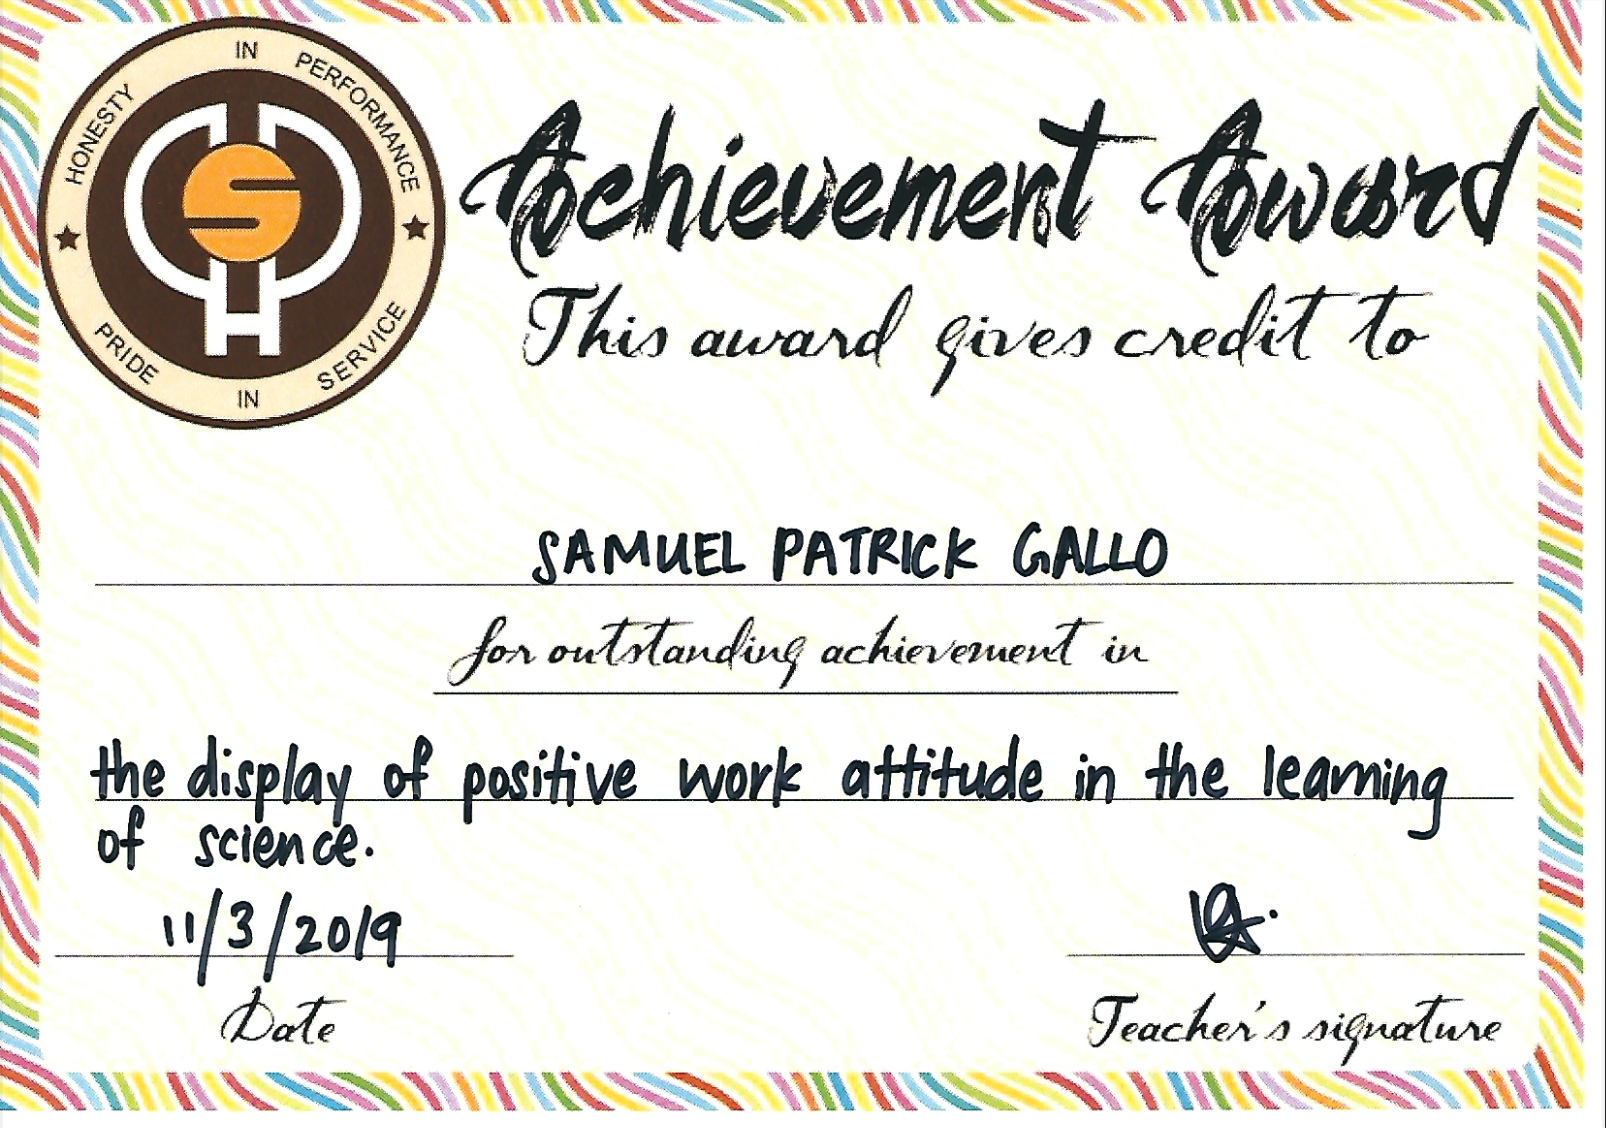 HONESTY IN PERFORMANCE
PRIDE IN SERVICE
Achievement Award
This award gives credit to
SAMUEL PATRICK GALLO
for outstanding achievement in
the display of positive work attitude in the learning
of science.
11/3/2019
Date
Teacher's signature